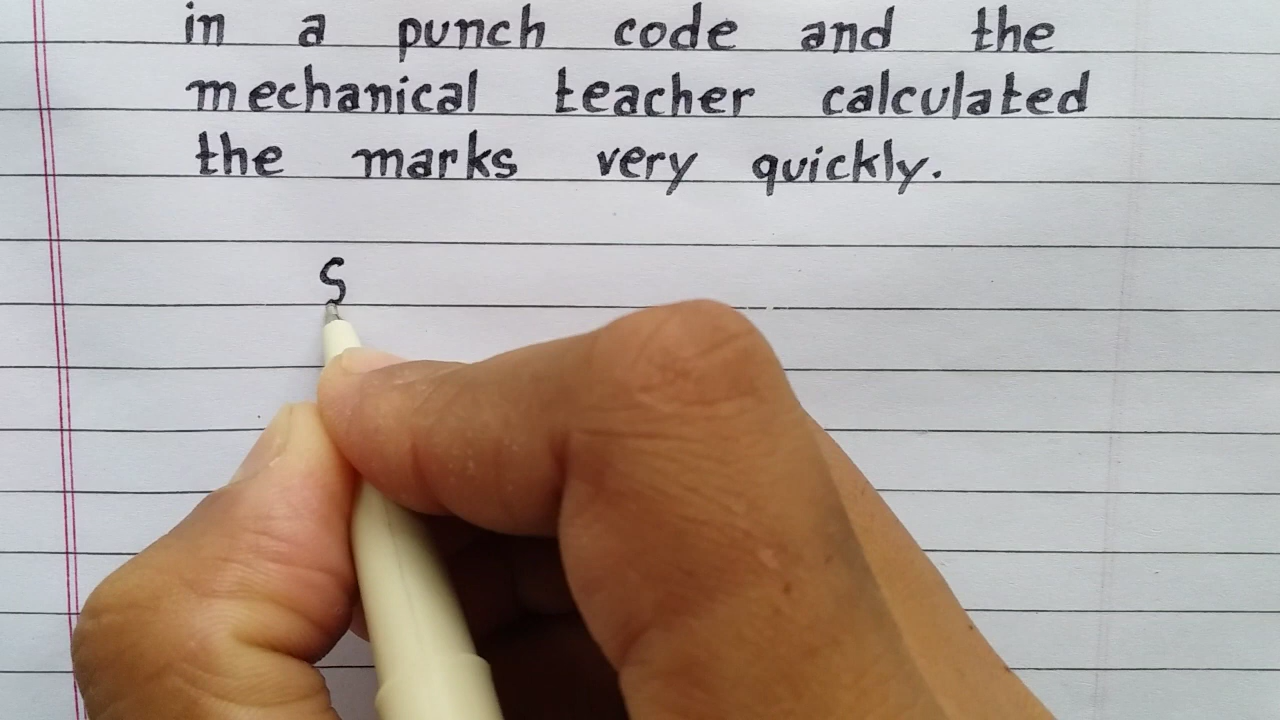 in a punch code and the
mechanical teacher calculated
the marks very quickly.
S